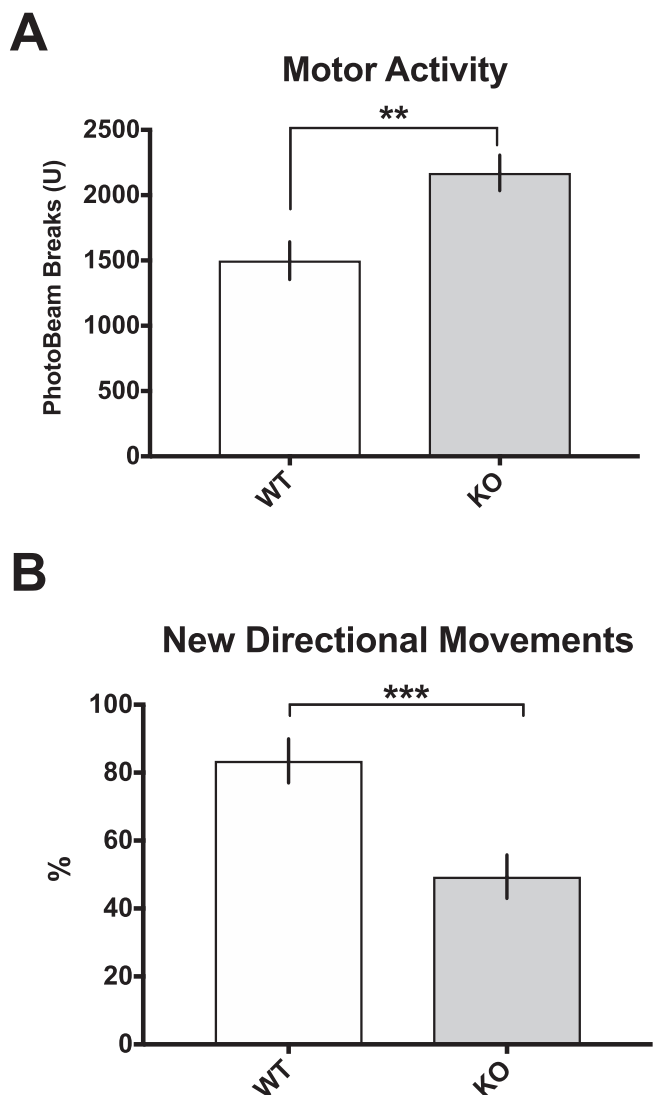 A
Motor Activity
**
PhotoBeam Breaks (U)
2500
2000
1500
1000
500
0
WT
KO
B
New Directional Movements
***
%
100
80
60
40
20
0
WT
KO